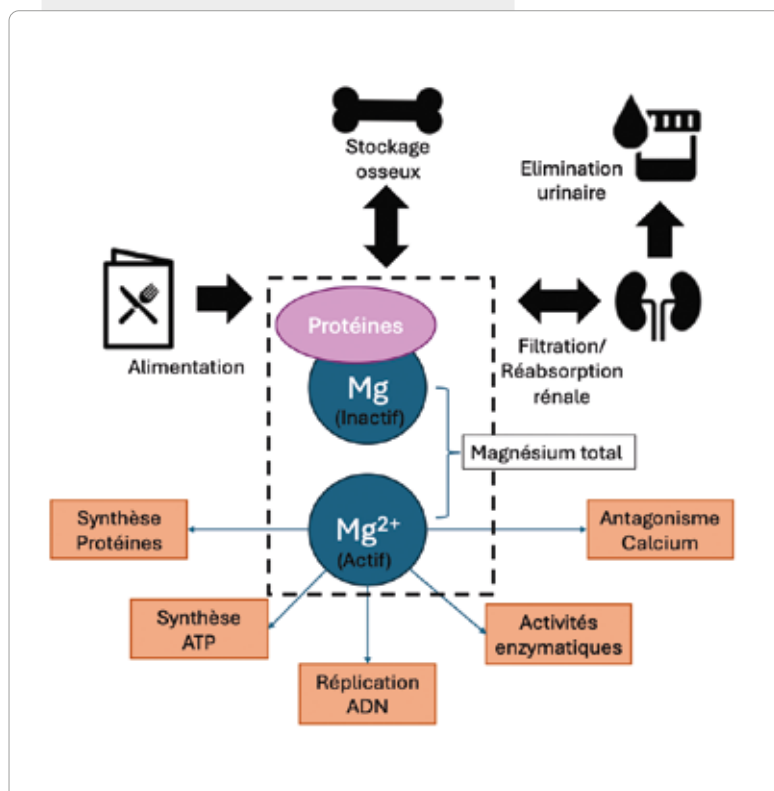 Stockage
osseux
Elimination
urinaire
Alimentation
Protéines
Mg
(Inactif)
Filtration/
Réabsorption
rénale
Magnésium total
Mg²⁺
(Actif)
Synthèse
Protéines
Antagonisme
Calcium
Synthèse
ATP
Activités
enzymatiques
Réplication
ADN